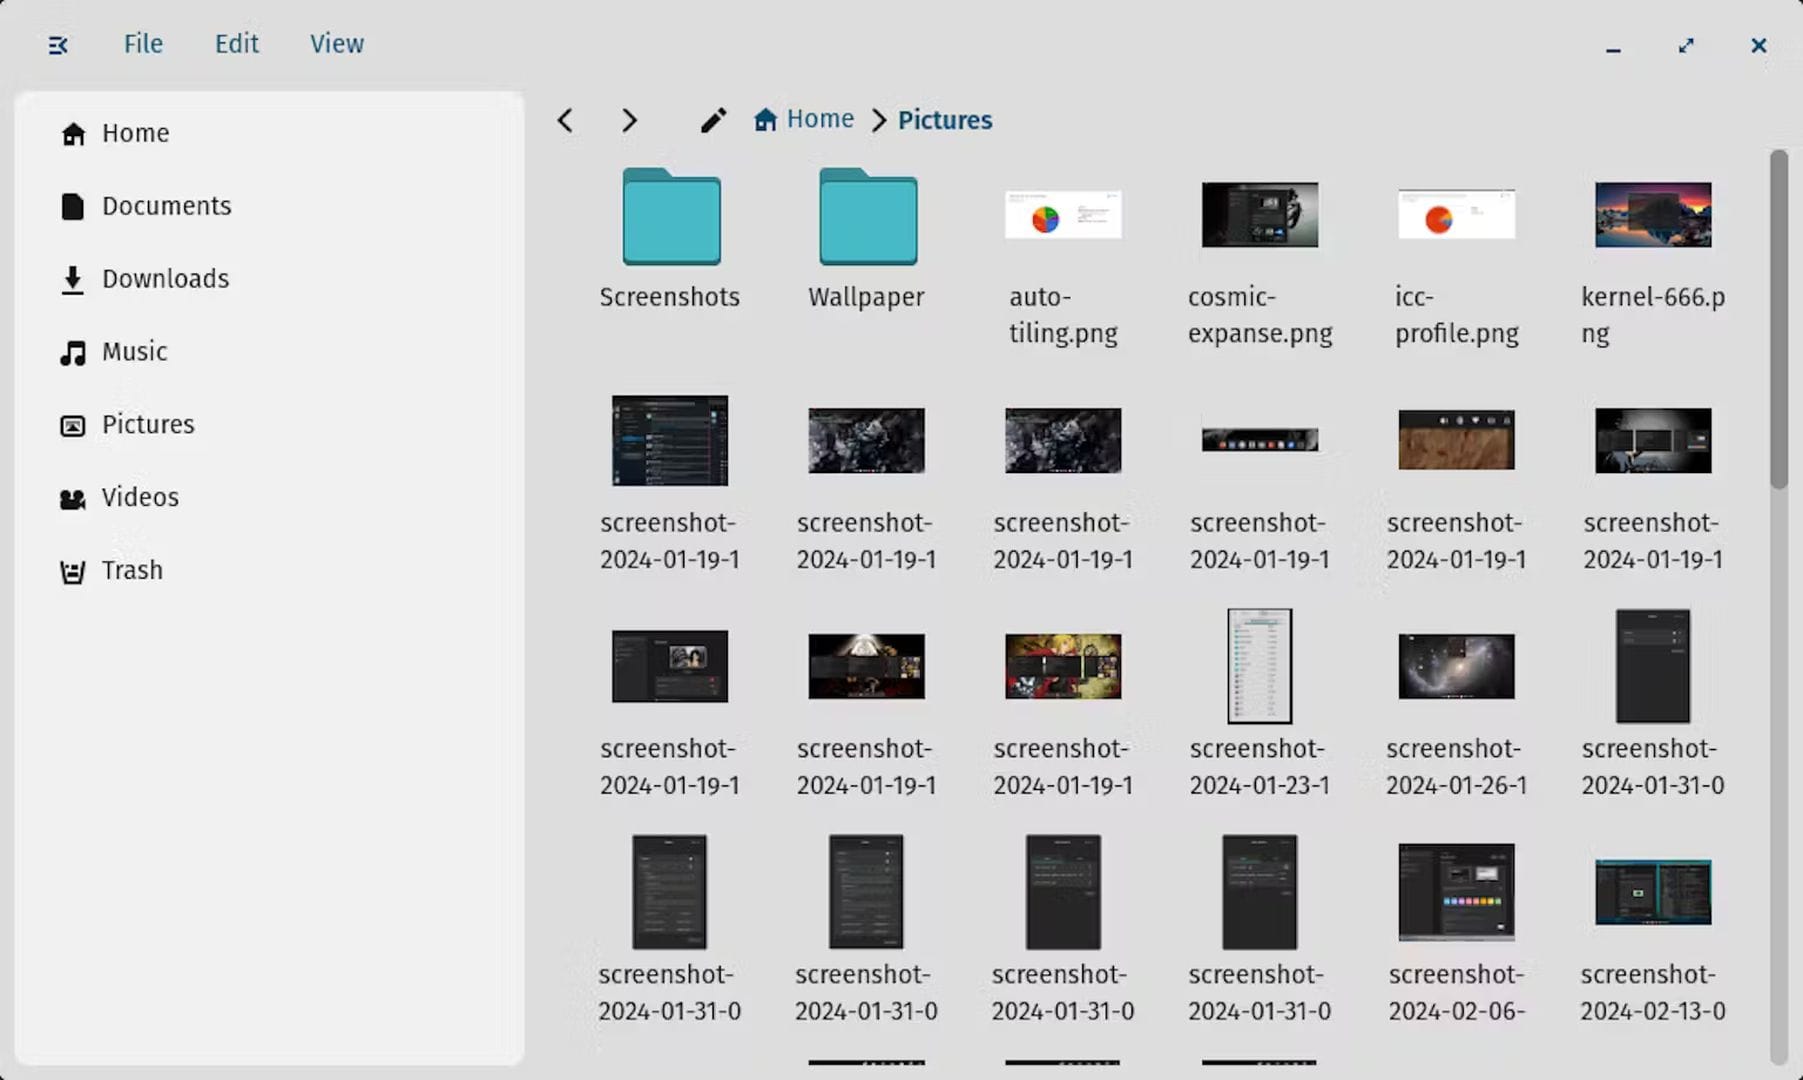 File Edit View
Home
Documents
Downloads
Music
Pictures
Videos
Trash
Home Pictures
Screenshots
Wallpaper
auto-
tiling.png
cosmic-
expanse.png
icc-
profile.png
kernel-666.p
ng
screenshot-
2024-01-19-1
screenshot-
2024-01-19-1
screenshot-
2024-01-19-1
screenshot-
2024-01-19-1
screenshot-
2024-01-19-1
screenshot-
2024-01-19-1
screenshot-
2024-01-19-1
screenshot-
2024-01-19-1
screenshot-
2024-01-19-1
screenshot-
2024-01-23-1
screenshot-
2024-01-26-1
screenshot-
2024-01-31-0
screenshot-
2024-01-31-0
screenshot-
2024-01-31-0
screenshot-
2024-01-31-0
screenshot-
2024-01-31-0
screenshot-
2024-02-06-
screenshot-
2024-02-13-0